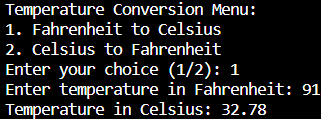 Temperature Conversion Menu:
1. Fahrenheit to Celsius
2. Celsius to Fahrenheit
Enter your choice (1/2): 1
Enter temperature in Fahrenheit: 91
Temperature in Celsius: 32.78